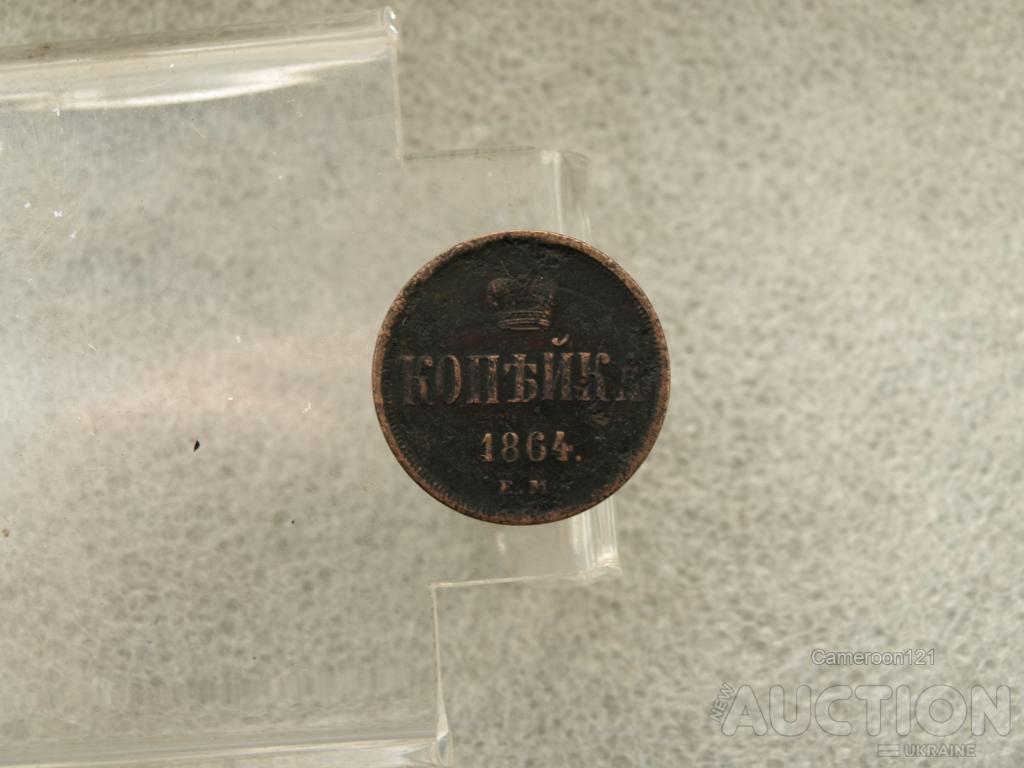 КОПѢЙКА
1864.
Е.М
Cameroon121
NEW AUCTION
UKRAINE